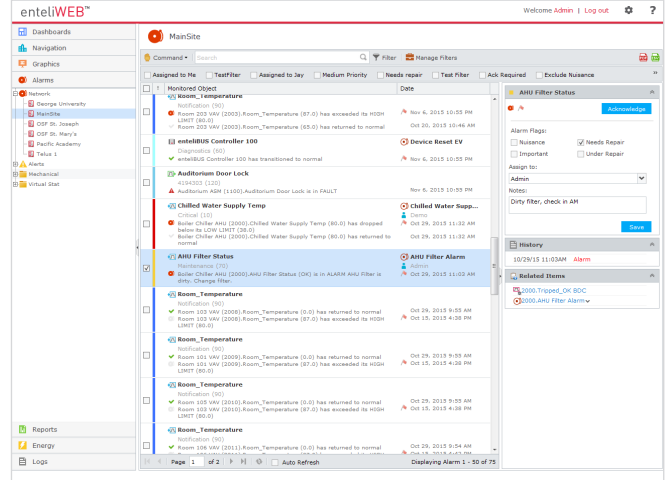 enteliWEB™
Welcome Admin | Log out
Dashboards
Navigation
Graphics
Alarms
Network
George University
MainSite
OSF St. Joseph
OSF St. Mary's
Pacific Academy
Telus 1
Alerts
Mechanical
Virtual Stat
Reports
Energy
Logs
MainSite
Command
Search
Filter
Manage Filters
Assigned to Me
TestFilter
Assigned to Jay
Medium Priority
Needs repair
Test Filter
Ack Required
Exclude Nuisance
Monitored Object
Date
Room_Temperature
Notification (90)
Room 203 VAV (2003).Room_Temperature (87.0) has exceeded its HIGH
Nov 6, 2015 10:55 PM
LIMIT (80.0)
Room 203 VAV (2003).Room_Temperature (65.0) has returned to normal
Oct 20, 2015 10:46 AM
enteliBUS Controller 100
Device Reset EV
Diagnostics (60)
enteliBUS Controller 100 has transitioned to normal
Nov 6, 2015 10:55 PM
Auditorium Door Lock
4194303 (120)
Auditorium ASM (1100).Auditorium Door Lock is in FAULT
Nov 6, 2015 10:55 PM
Chilled Water Supply Temp
Chilled Water Supp...
Critical (10)
Demo
Boiler Chiller AHU (2000).Chilled Water Supply Temp (80.0) has dropped
Oct 29, 2015 11:32 AM
below its LOW LIMIT (38.0)
Boiler Chiller AHU (2000).Chilled Water Supply Temp (80.0) has returned to
Oct 29, 2015 11:32 AM
normal
AHU Filter Status
AHU Filter Alarm
Maintenance (70)
Admin
Boiler Chiller AHU (2000).AHU Filter Status (OK) is in ALARM AHU Filter is
Oct 29, 2015 11:03 AM
dirty. Change filter.
Room_Temperature
Notification (90)
Room 103 VAV (2008).Room_Temperature (0.0) has returned to normal
Oct 29, 2015 9:55 AM
Room 103 VAV (2008).Room_Temperature (87.0) has exceeded its HIGH
Oct 15, 2015 4:38 PM
LIMIT (80.0)
Room_Temperature
Notification (90)
Room 101 VAV (2009).Room_Temperature (0.0) has returned to normal
Oct 29, 2015 9:55 AM
Room 101 VAV (2009).Room_Temperature (87.0) has exceeded its HIGH
Oct 15, 2015 4:38 PM
LIMIT (80.0)
Room_Temperature
Notification (90)
Room 105 VAV (2010).Room_Temperature (0.0) has returned to normal
Oct 29, 2015 9:55 AM
Room 102 VAV (2010).Room_Temperature (87.0) has exceeded its HIGH
Oct 15, 2015 4:38 PM
LIMIT (80.0)
Room_Temperature
Notification (90)
Room 106 VAV (2011).Room_Temperature (0.0) has returned to normal
Oct 29, 2015 9:54 AM
Page 1 of 2
Auto Refresh
Displaying Alarm 1 - 50 of 75
AHU Filter Status
Acknowledge
Alarm Flags:
Nuisance
Needs Repair
Important
Under Repair
Assign to:
Admin
Notes:
Dirty filter, check in AM
Save
History
10/29/15 11:03AM Alarm
Related Items
2000.Tripped_OK BDC
2000.AHU Filter Alarm